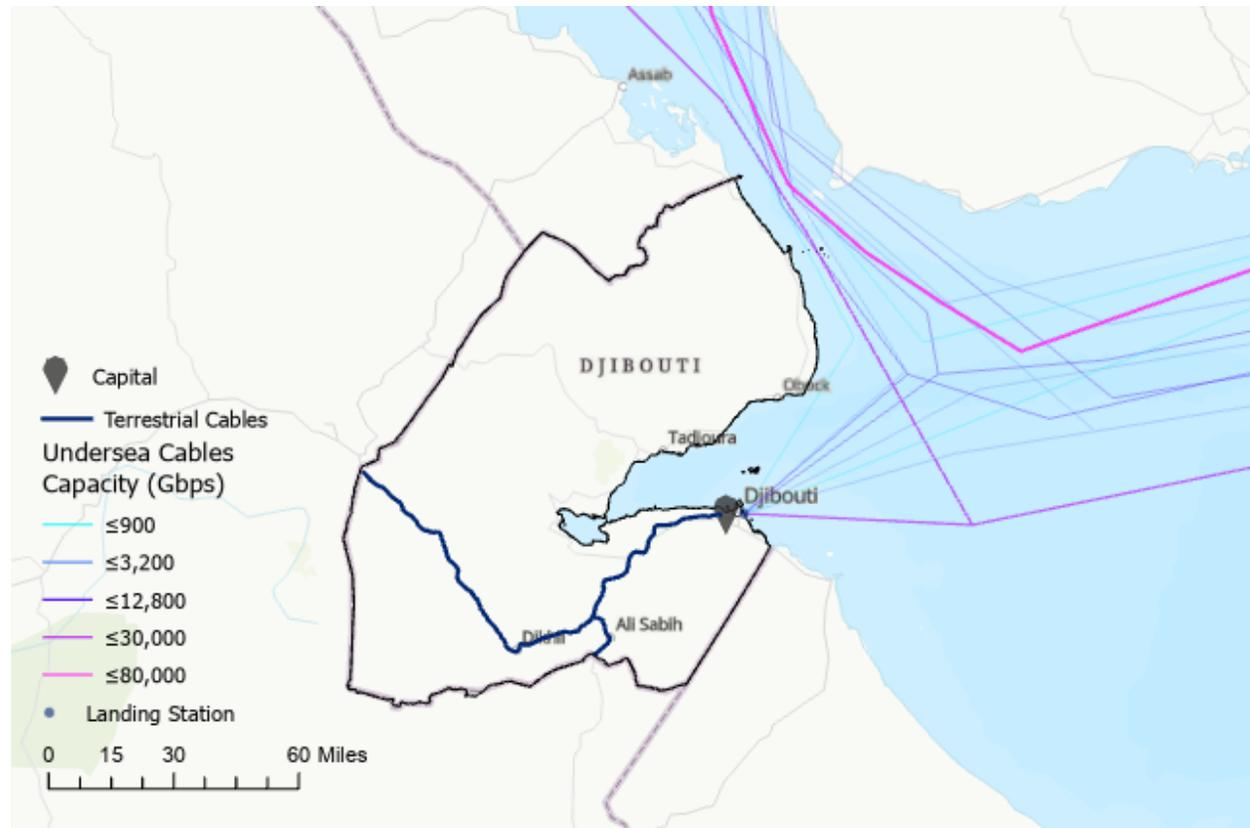 Assab
DJIBOUTI
Obock
Tadjoura
Djibouti
Ali Sabih
Dikhil
Capital
Terrestrial Cables
Undersea Cables
Capacity (Gbps)
≤900
≤3,200
≤12,800
≤30,000
≤80,000
Landing Station
0 15 30 60 Miles